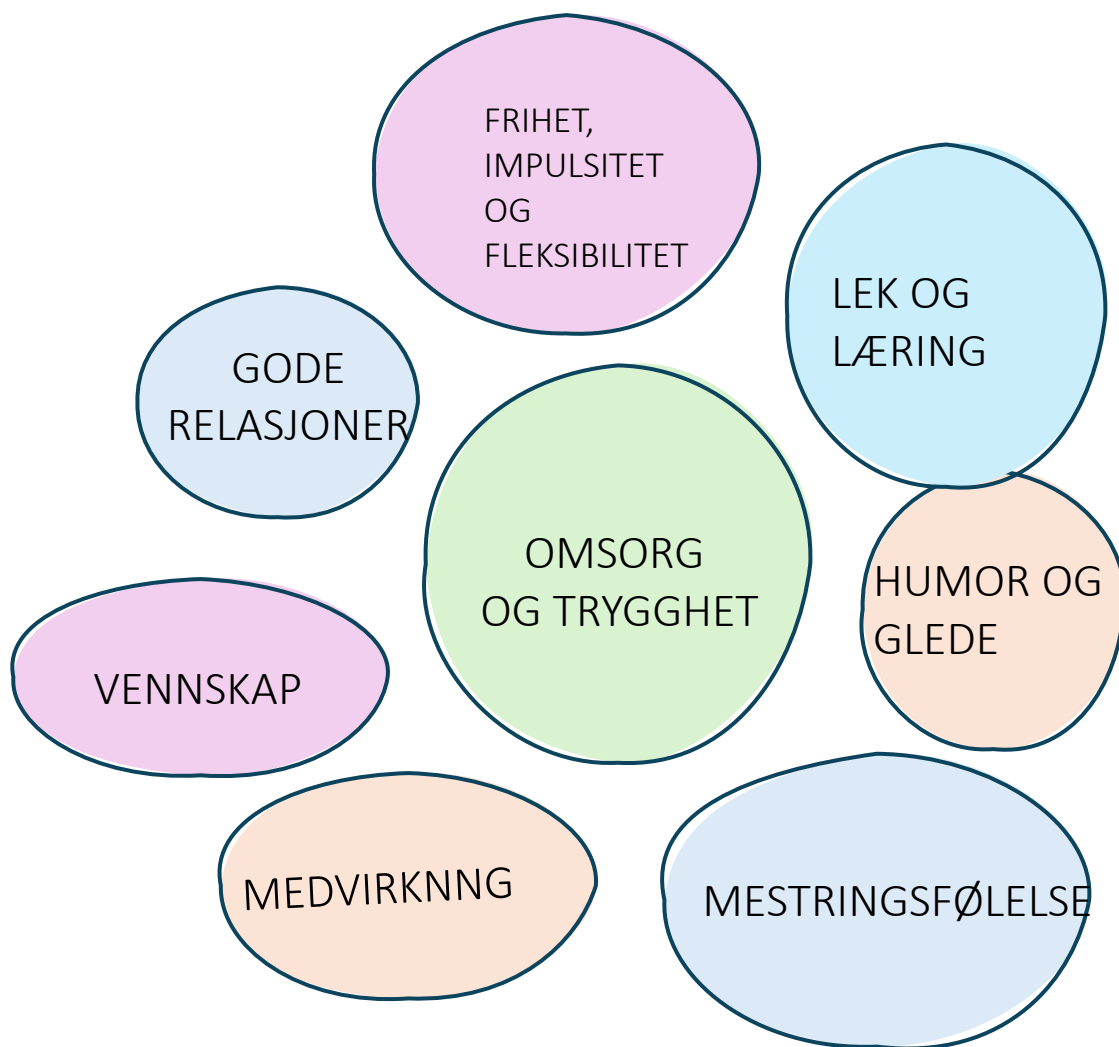 FRIHET,
IMPULSITET
OG
FLEKSIBILITET
LEK OG
LÆRING
GODE
RELASJONER
OMSORG
OG TRYGGHET
HUMOR OG
GLEDE
VENNSKAP
MEDVIRKNNG
MESTRINGSFØLELSE